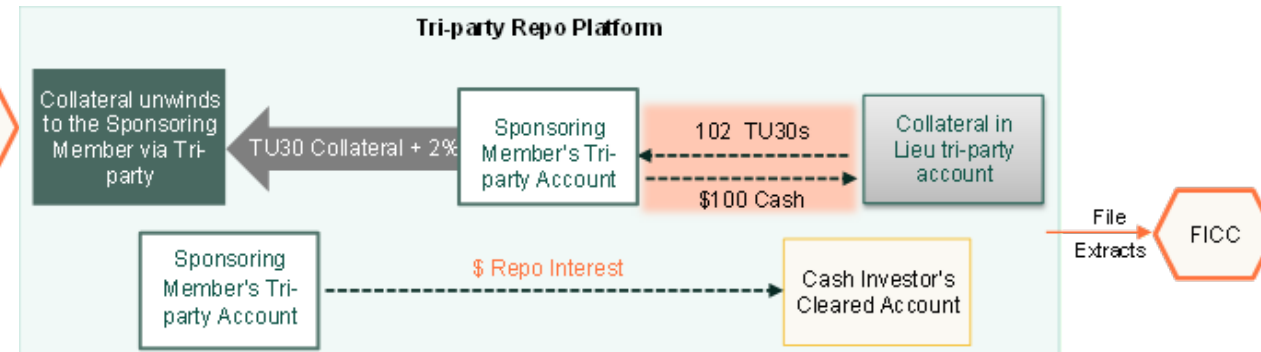 Tri-party Repo Platform
Collateral unwinds
to the Sponsoring
Member via Tri-
party
TU30 Collateral + 2%
Sponsoring
Member's Tri-
party Account
102 TU30s
$100 Cash
Collateral in
Lieu tri-party
account
Sponsoring
Member's Tri-
party Account
$ Repo Interest
Cash Investor's
Cleared Account
File
Extracts
FICC